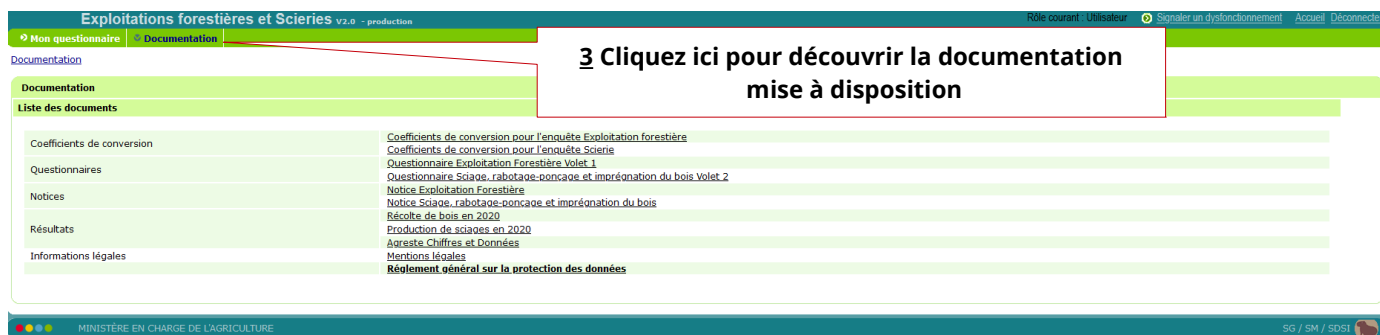 Exploitations forestières et Scieries V2.0 - production
Rôle courant : Utilisateur Signaler un dysfonctionnement Accueil Déconnecte
Mon questionnaire Documentation
3 Cliquez ici pour découvrir la documentation
mise à disposition
Documentation
Documentation
Liste des documents
Coefficients de conversion
Coefficients de conversion pour l'enquête Exploitation forestière
Coefficients de conversion pour l'enquête Scierie
Questionnaires
Questionnaire Exploitation Forestière Volet 1
Questionnaire Sciage, rabotage-ponçage et imprégnation du bois Volet 2
Notices
Notice Exploitation Forestière
Notice Sciage, rabotage-ponçage et imprégnation du bois
Résultats
Récolte de bois en 2020
Production de sciages en 2020
Agreste Chiffres et Données
Informations légales
Mentions légales
Réglement général sur la protection des données
MINISTÈRE EN CHARGE DE L'AGRICULTURE
SG / SM / SDSI